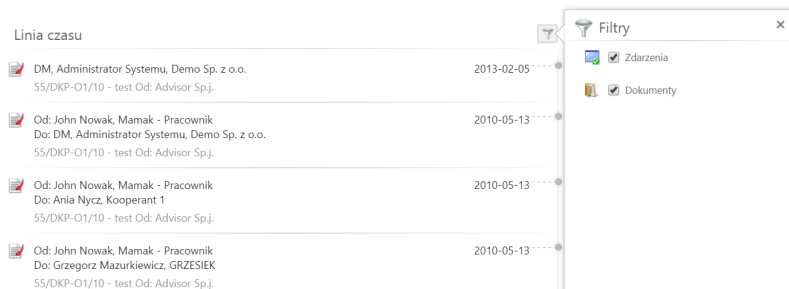 Linia czasu
DM, Administrator Systemu, Demo Sp. z o.o.
2013-02-05
55/DKP-O1/10 - test Od: Advisor Sp.j.
Od: John Nowak, Mamak - Pracownik
2010-05-13
Do: DM, Administrator Systemu, Demo Sp. z o.o.
55/DKP-O1/10 - test Od: Advisor Sp.j.
Od: John Nowak, Mamak - Pracownik
2010-05-13
Do: Ania Nycz, Kooperant 1
55/DKP-O1/10 - test Od: Advisor Sp.j.
Od: John Nowak, Mamak - Pracownik
2010-05-13
Do: Grzegorz Mazurkiewicz, GRZESIEK
55/DKP-O1/10 - test Od: Advisor Sp.j.
Filtry
Zdarzenia
Dokumenty